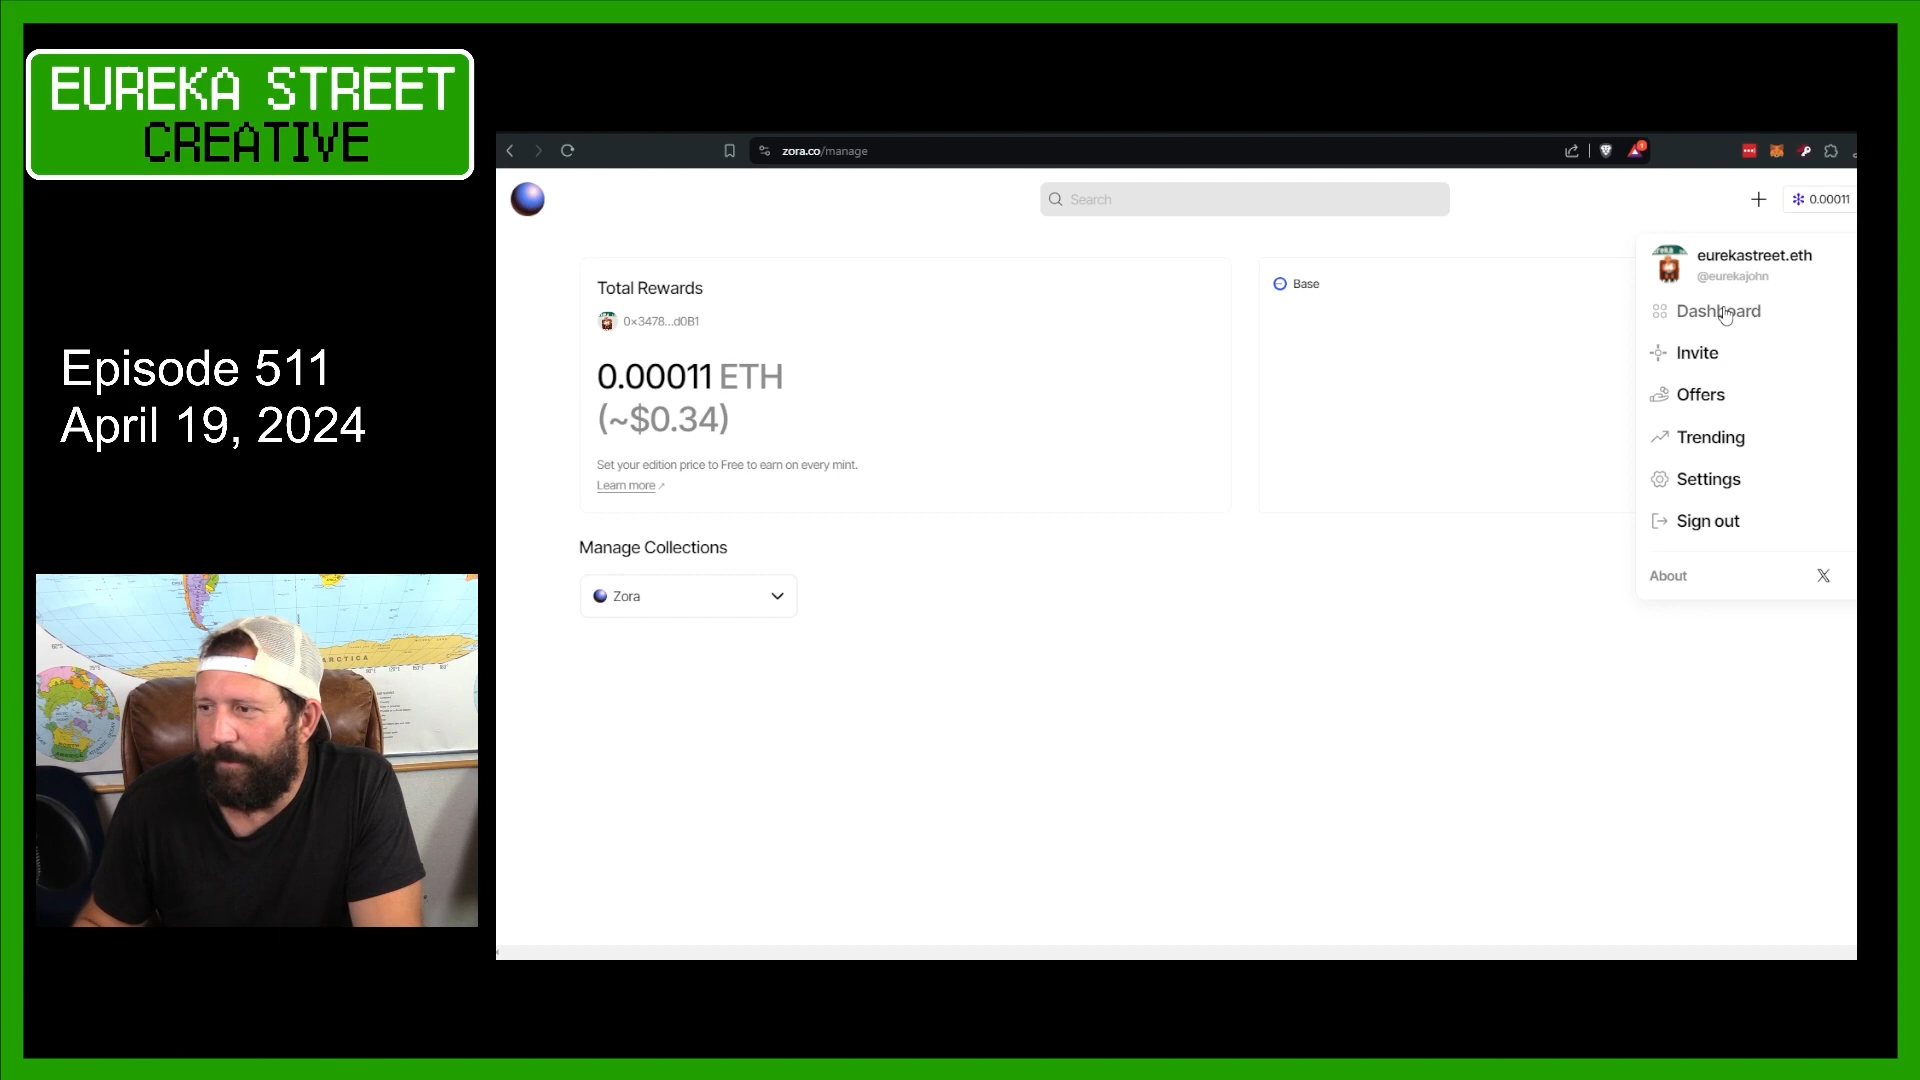 EUREKA STREET
CREATIVE
Episode 511
April 19, 2024
zora.co/manage
1
Search
0.00011
eurekastreet.eth
@eurekajohn
Dashboard
Invite
Offers
Trending
Settings
Sign out
About
Total Rewards
0x3478...d0B1
0.00011 ETH
(~$0.34)
Set your edition price to Free to earn on every mint.
Learn more
Base
Manage Collections
Zora
ARCTICA